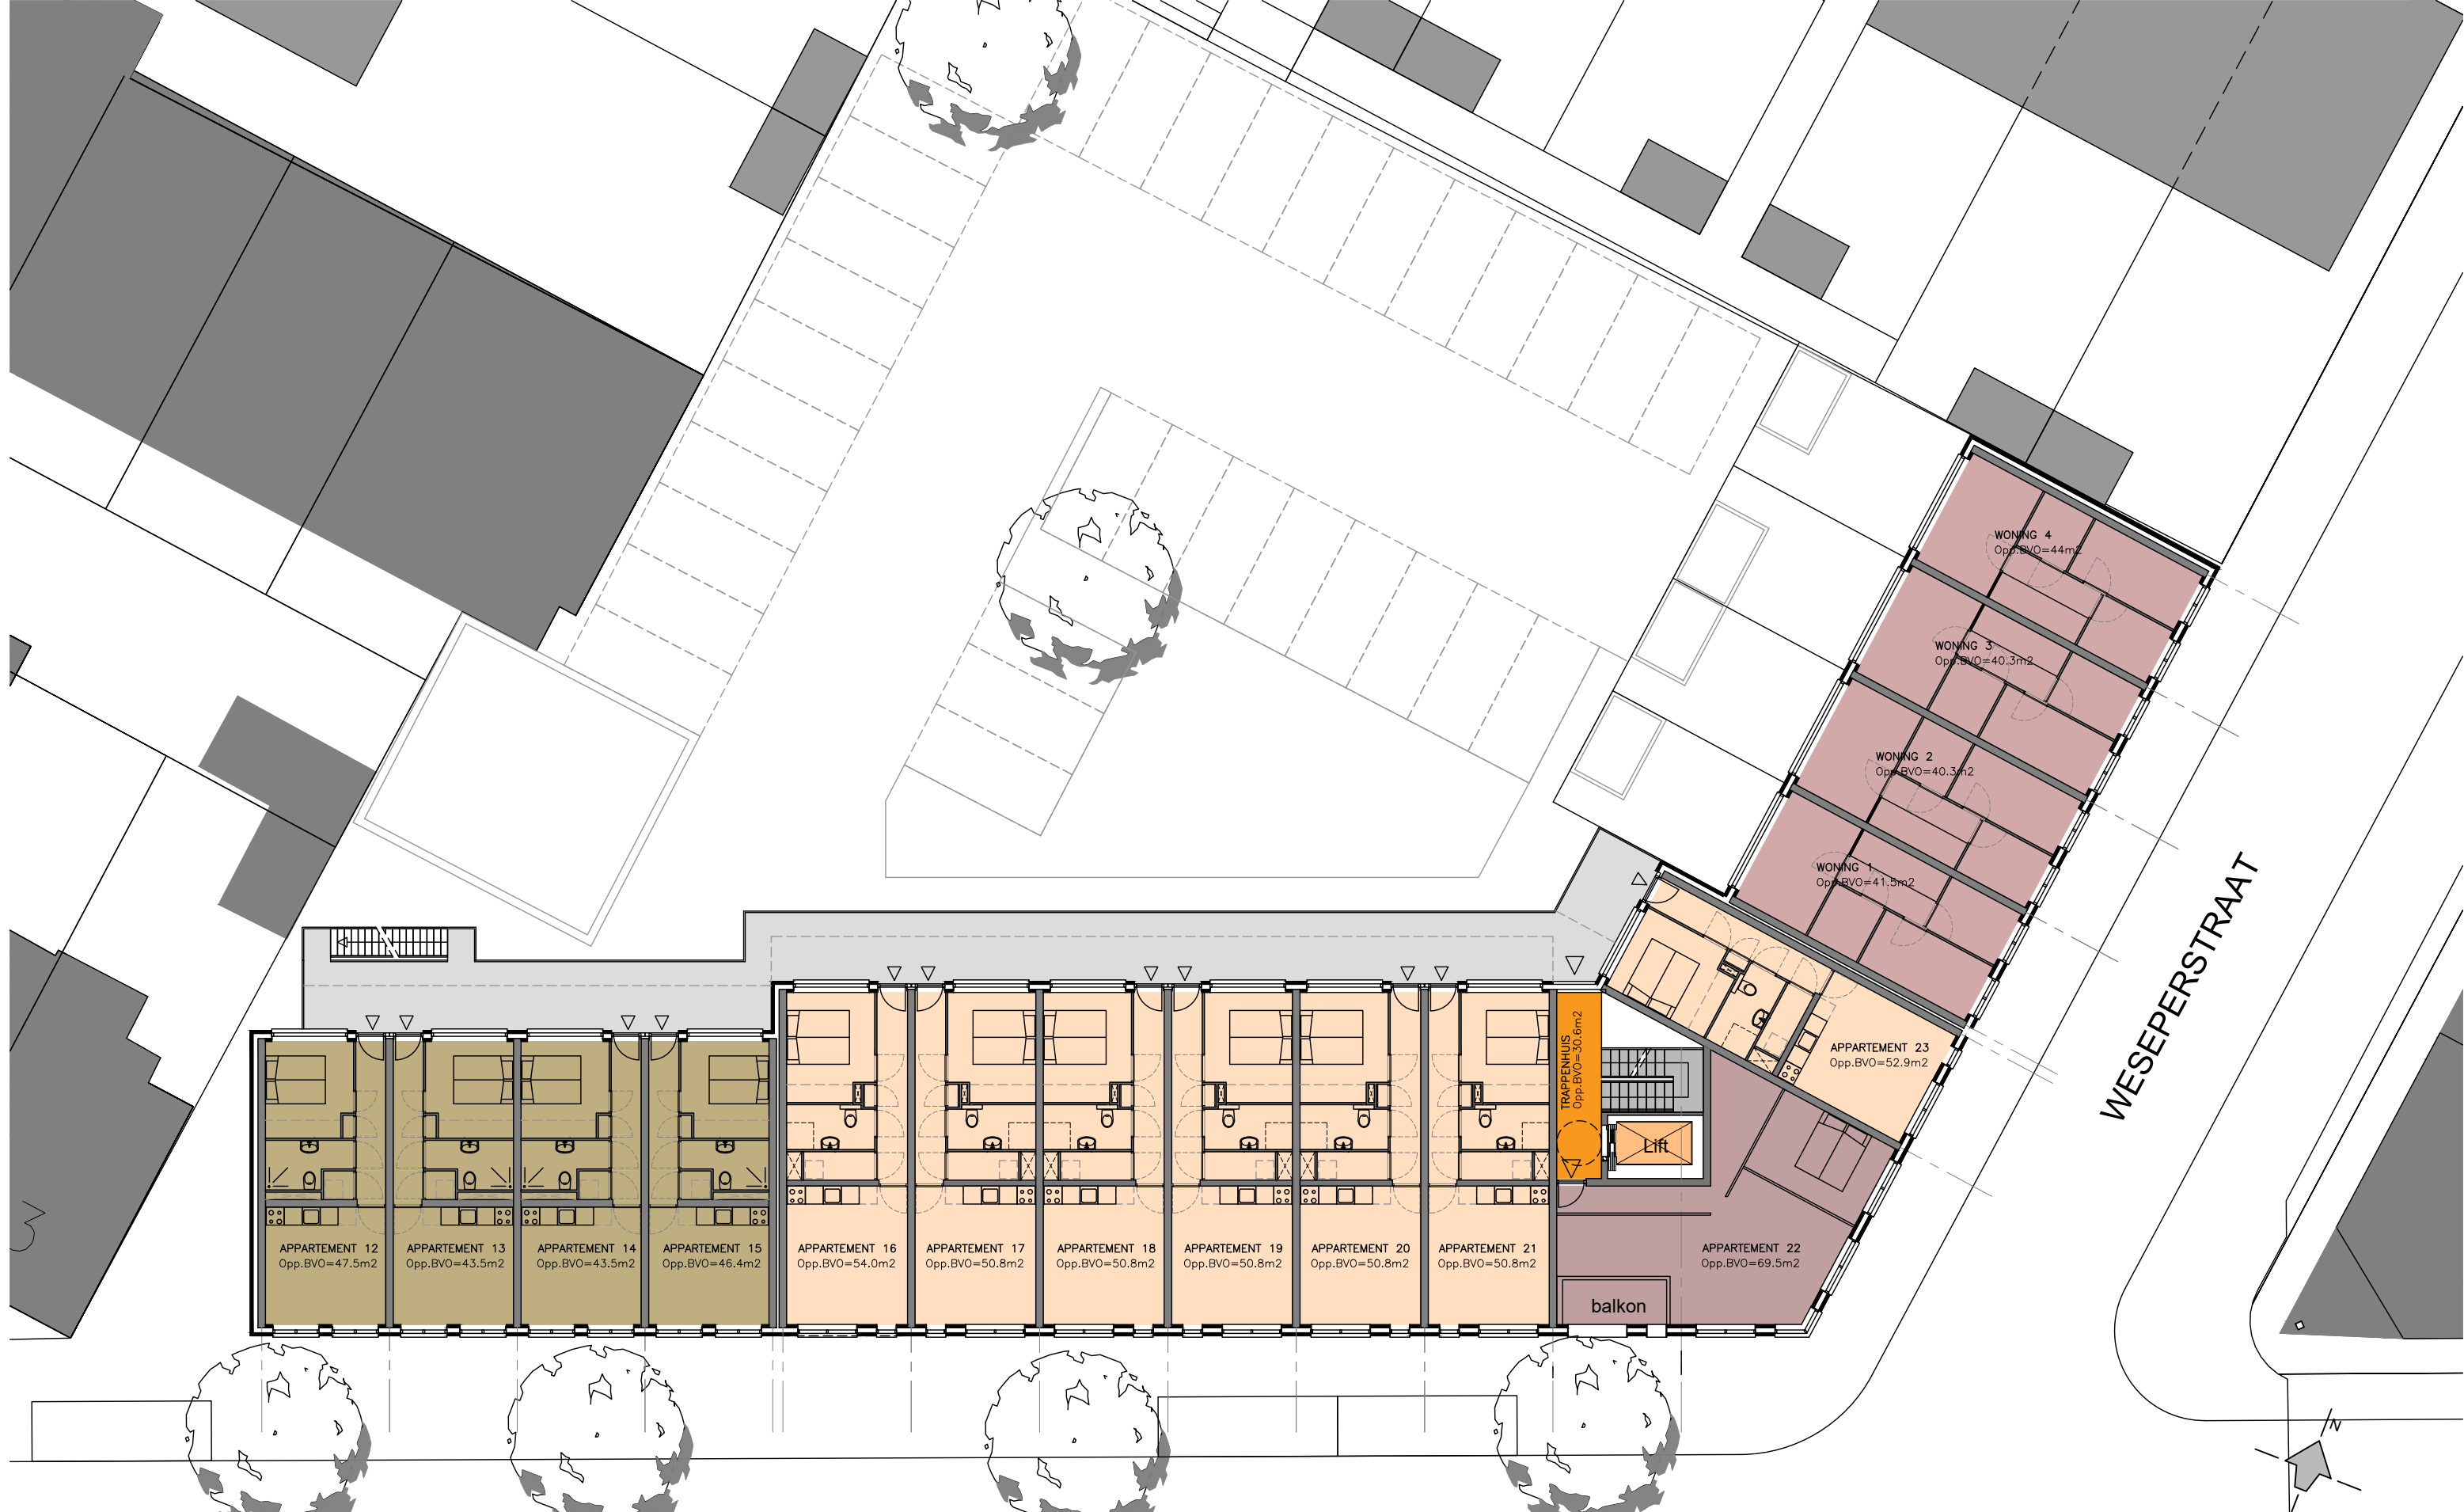 WONING 4
Opp.BVO=44m2
WONING 3
Opp.BVO=40.3m2
WONING 2
Opp.BVO=40.3m2
WONING 1
Opp.BVO=41.5m2
WESEPERSTRAAT
TRAPPENHUIS
Opp.BVO=30.6m2
APPARTEMENT 23
Opp.BVO=52.9m2
Lift
APPARTEMENT 12
Opp.BVO=47.5m2
APPARTEMENT 13
Opp.BVO=43.5m2
APPARTEMENT 14
Opp.BVO=43.5m2
APPARTEMENT 15
Opp.BVO=46.4m2
APPARTEMENT 16
Opp.BVO=54.0m2
APPARTEMENT 17
Opp.BVO=50.8m2
APPARTEMENT 18
Opp.BVO=50.8m2
APPARTEMENT 19
Opp.BVO=50.8m2
APPARTEMENT 20
Opp.BVO=50.8m2
APPARTEMENT 21
Opp.BVO=50.8m2
APPARTEMENT 22
Opp.BVO=69.5m2
balkon
3
N